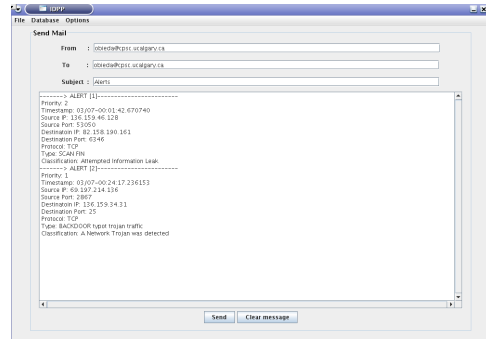 iDPP
File Database Options
Send Mail
From : obieda@cpsc.ucalgary.ca
To : obieda@cpsc.ucalgary.ca
Subject : Alerts
-------> ALERT [1]------------------------
Priority: 2
Timestamp: 03/07-00:01:42.670740
Source IP: 136.159.46.128
Source Port: 53050
Destinatoin IP: 82.158.190.161
Destination Port: 6346
Protocol: TCP
Type: SCAN FIN
Classification: Attempted Information Leak
-------> ALERT [2]------------------------
Priority: 1
Timestamp: 03/07-00:24:17.236153
Source IP: 69.197.214.136
Source Port: 2867
Destinatoin IP: 136.159.34.31
Destination Port: 25
Protocol: TCP
Type: BACKDOOR typot trojan traffic
Classification: A Network Trojan was detected
Send Clear message